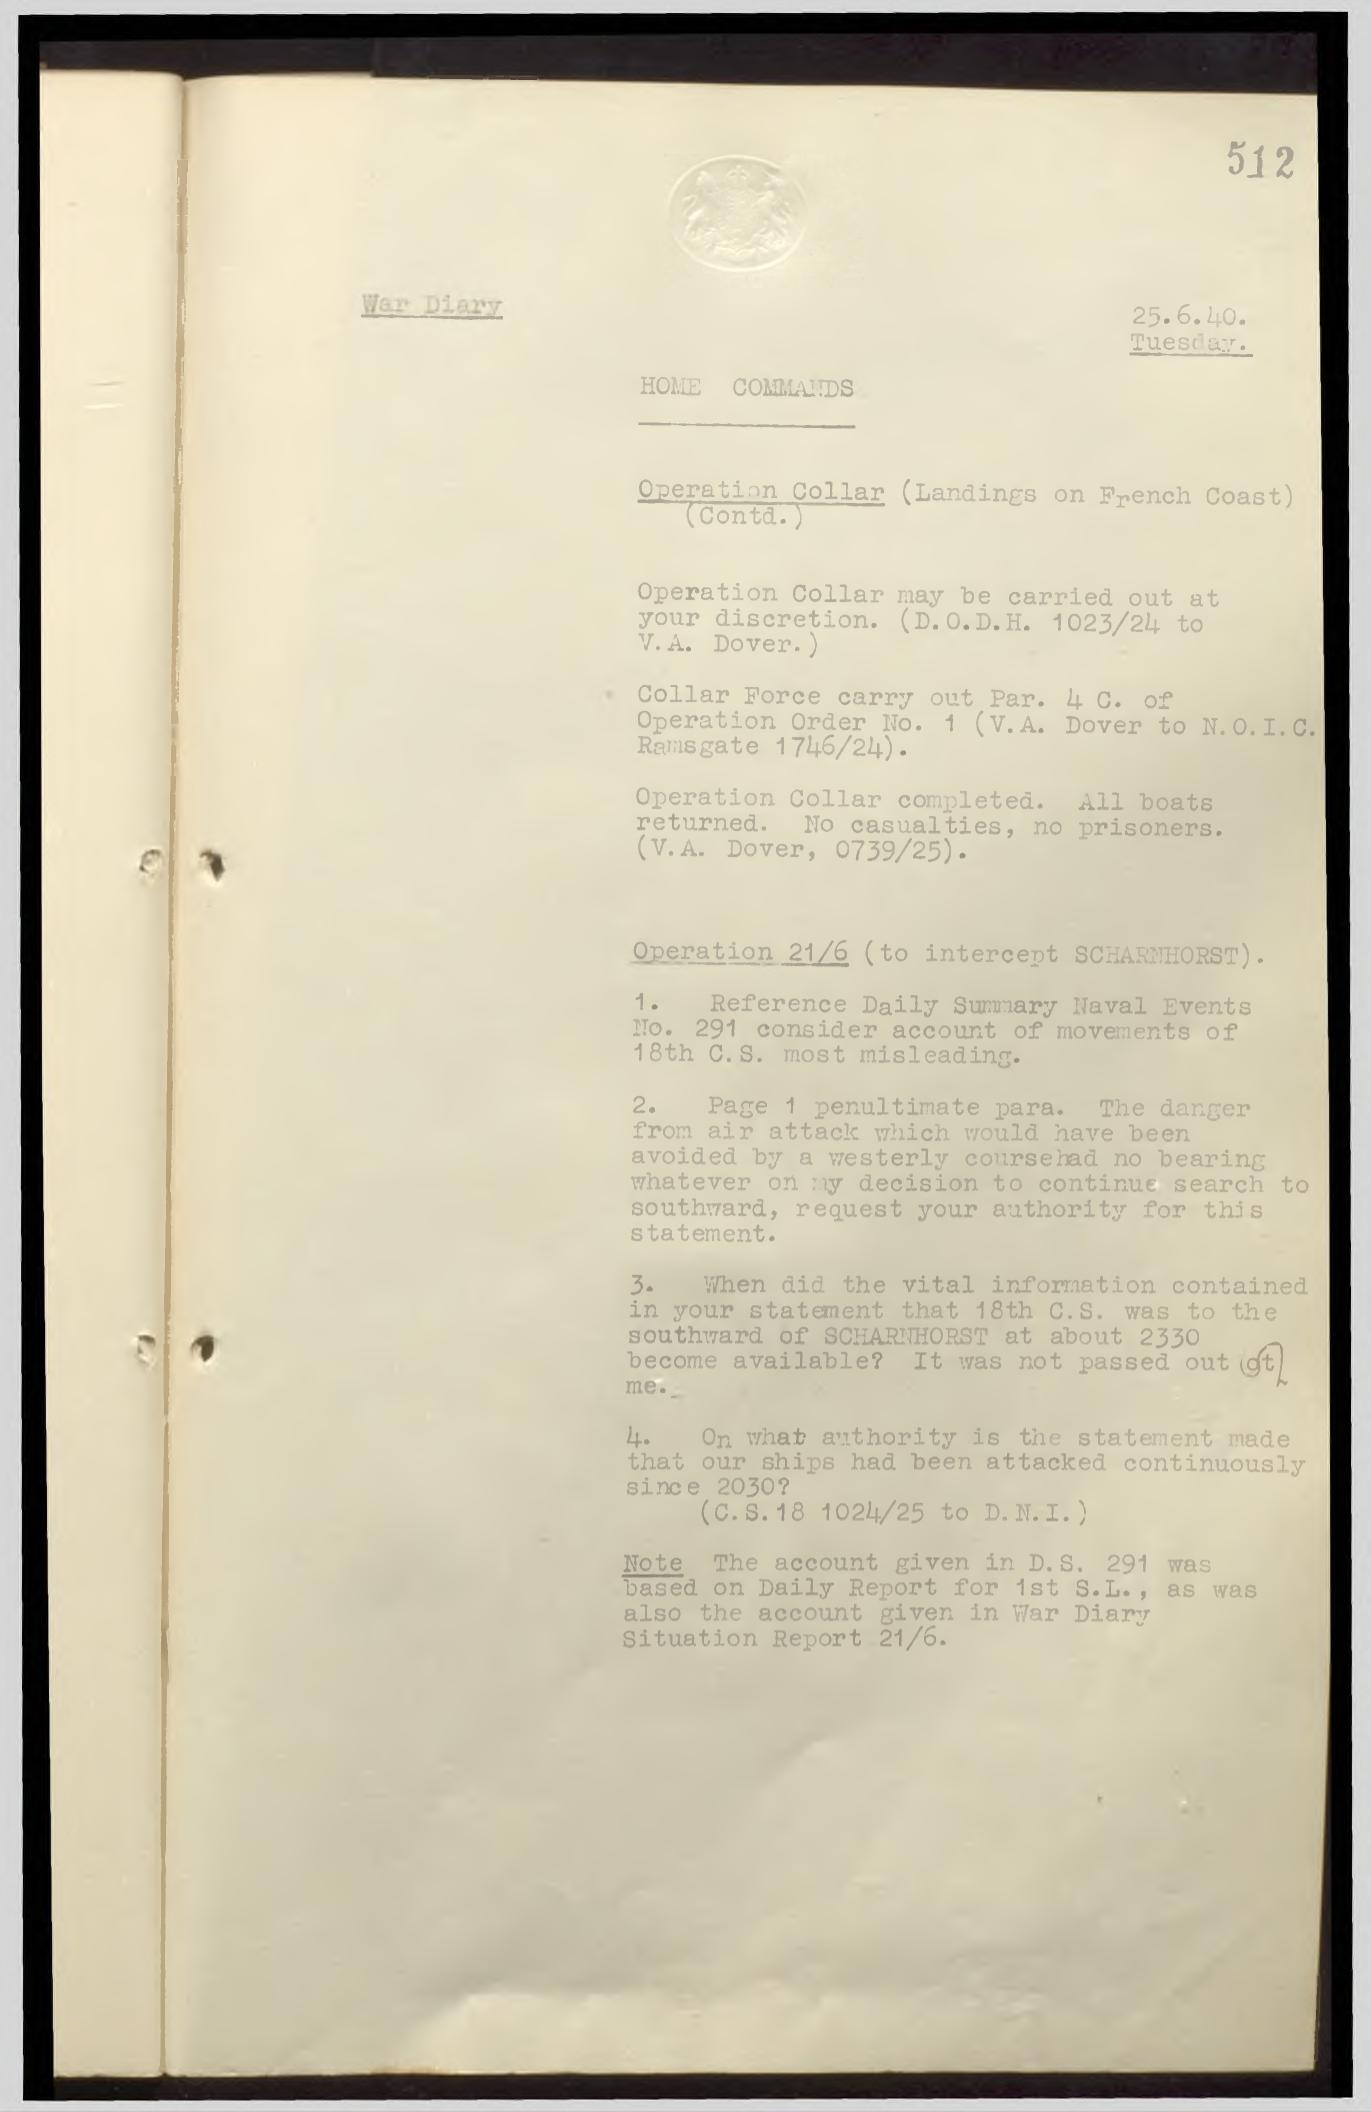 512
War Diary
25.6.40.
Tuesday.
HOME COMMANDS
Operation Collar (Landings on French Coast)
(Contd.)
Operation Collar may be carried out at
your discretion. (D.O.D.H. 1023/24 to
V.A. Dover.)
Collar Force carry out Par. 4 C. of
Operation Order No. 1 (V.A. Dover to N.O.I.C.
Ramsgate 1746/24).
Operation Collar completed. All boats
returned. No casualties, no prisoners.
(V.A. Dover, 0739/25).
Operation 21/6 (to intercept SCHARNHORST).
1. Reference Daily Summary Naval Events
No. 291 consider account of movements of
18th C.S. most misleading.
2. Page 1 penultimate para. The danger
from air attack which would have been
avoided by a westerly coursehad no bearing
whatever on my decision to continue search to
southward, request your authority for this
statement.
3. When did the vital information contained
in your statement that 18th C.S. was to the
southward of SCHARNHORST at about 2330
become available? It was not passed out ot
me.
4. On what authority is the statement made
that our ships had been attacked continuously
since 2030?
(C.S.18 1024/25 to D.N.I.)
Note The account given in D.S. 291 was
based on Daily Report for 1st S.L., as was
also the account given in War Diary
Situation Report 21/6.